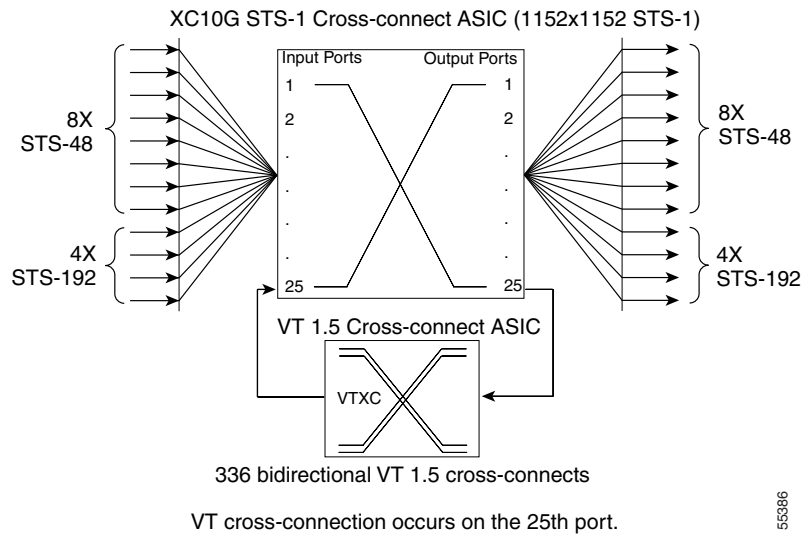 XC10G STS-1 Cross-connect ASIC (1152x1152 STS-1)
Input Ports
Output Ports
1
1
2
2
.
.
.
.
.
.
.
.
25
25
8X
STS-48
8X
STS-48
4X
STS-192
4X
STS-192
VT 1.5 Cross-connect ASIC
VTXC
336 bidirectional VT 1.5 cross-connects
VT cross-connection occurs on the 25th port.
55386